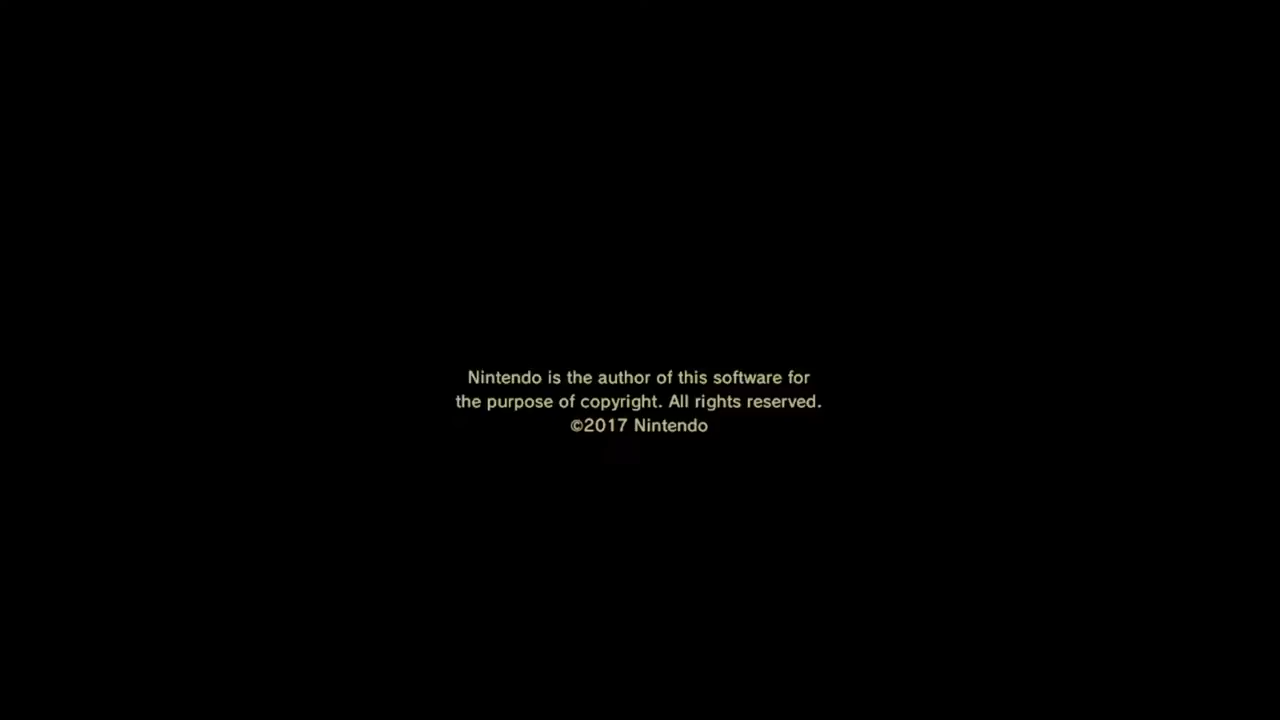 Nintendo is the author of this software for
the purpose of copyright. All rights reserved.
©2017 Nintendo